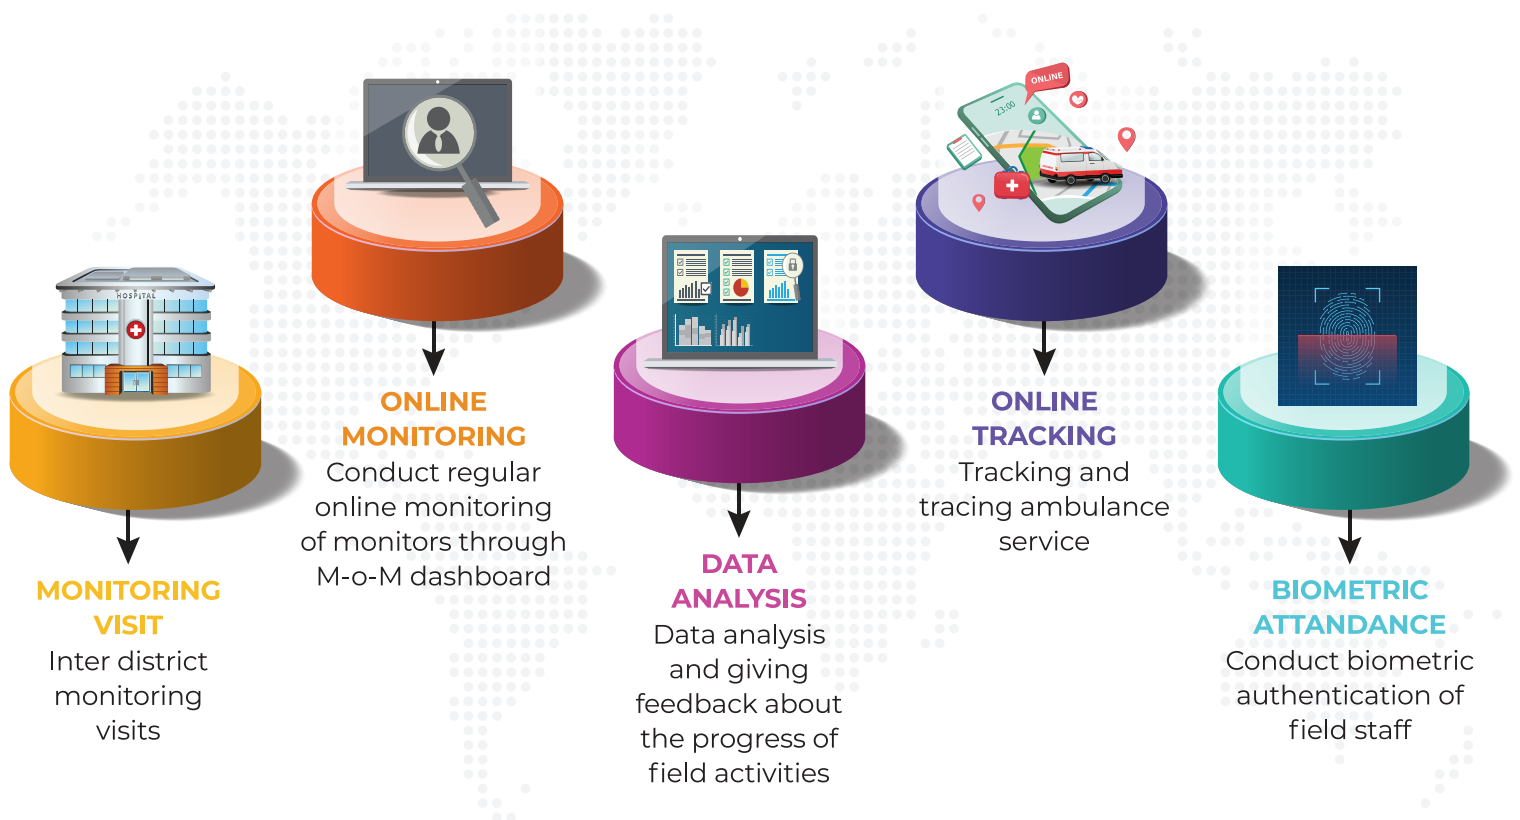 HOSPITAL
MONITORING
VISIT
Inter district
monitoring
visits
ONLINE
MONITORING
Conduct regular
online monitoring
of monitors through
M-o-M dashboard
DATA
ANALYSIS
Data analysis
and giving
feedback about
the progress of
field activities
ONLINE
23:00
ONLINE
TRACKING
Tracking and
tracing ambulance
service
BIOMETRIC
ATTANDANCE
Conduct biometric
authentication of
field staff